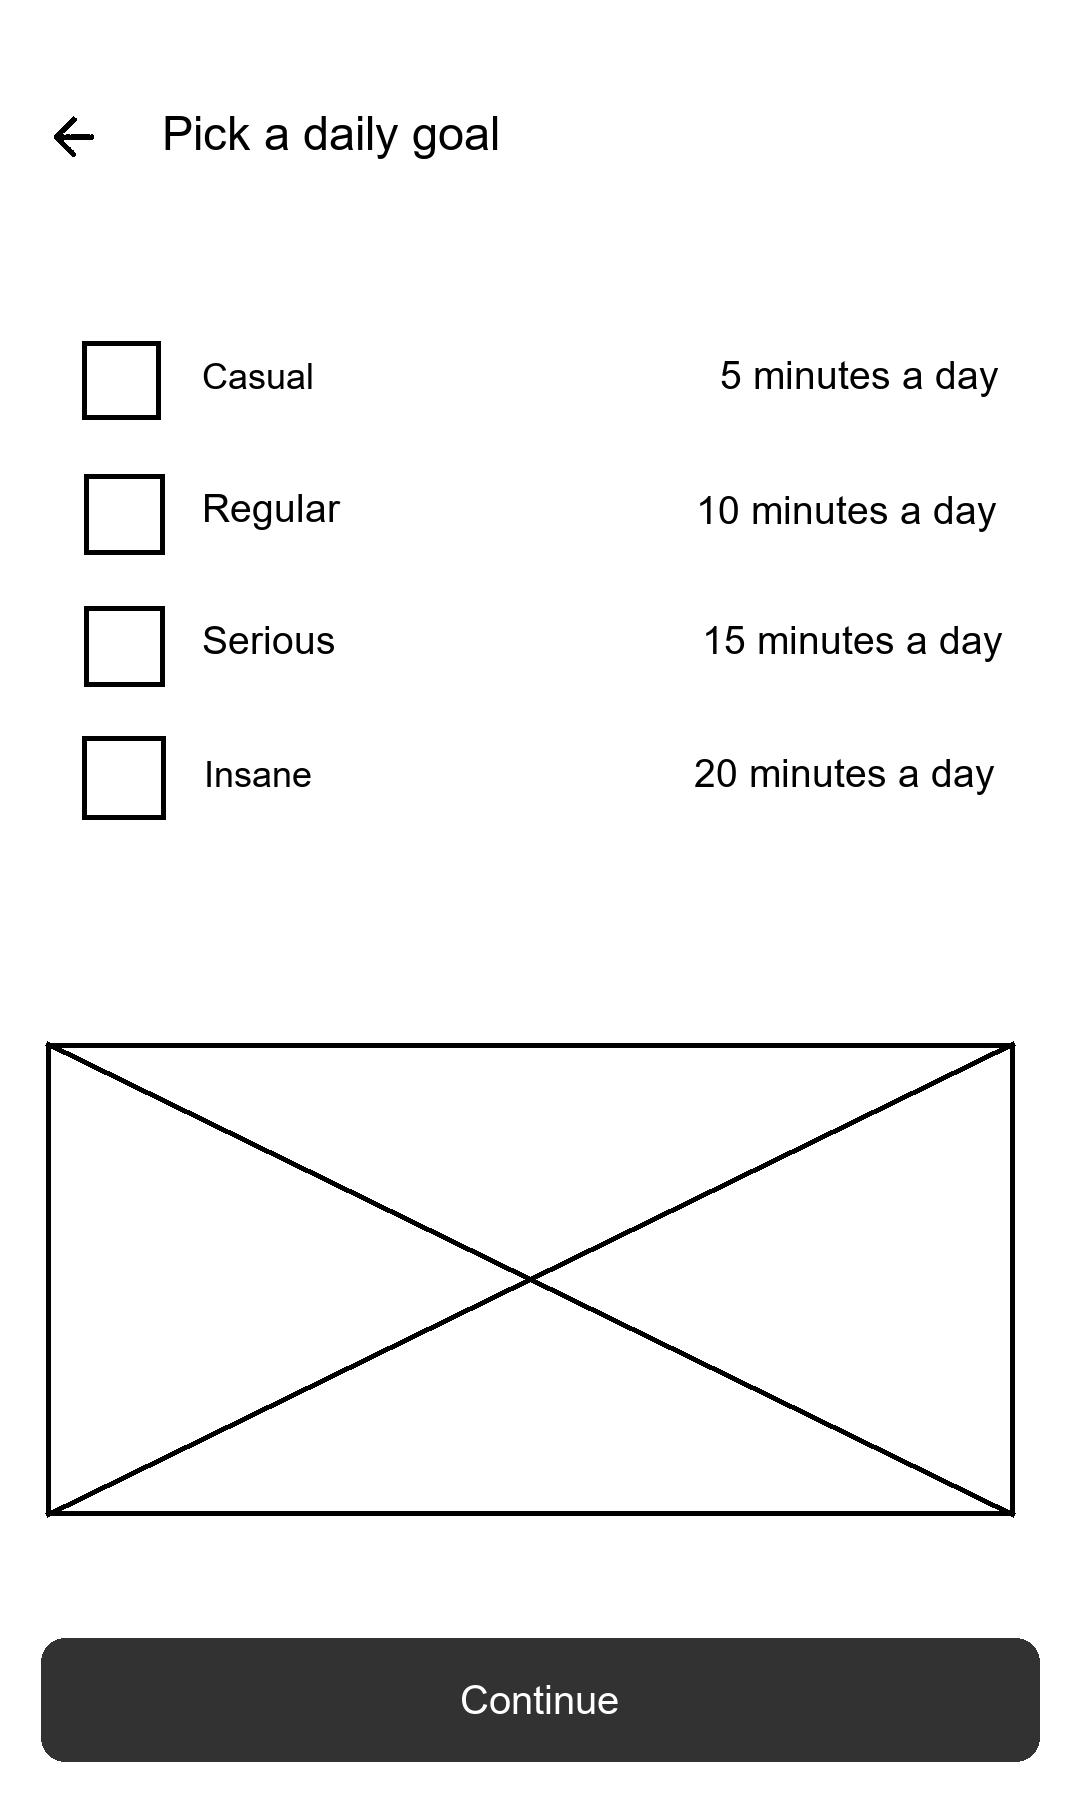 Pick a daily goal
Casual 5 minutes a day
Regular 10 minutes a day
Serious 15 minutes a day
Insane 20 minutes a day
Continue